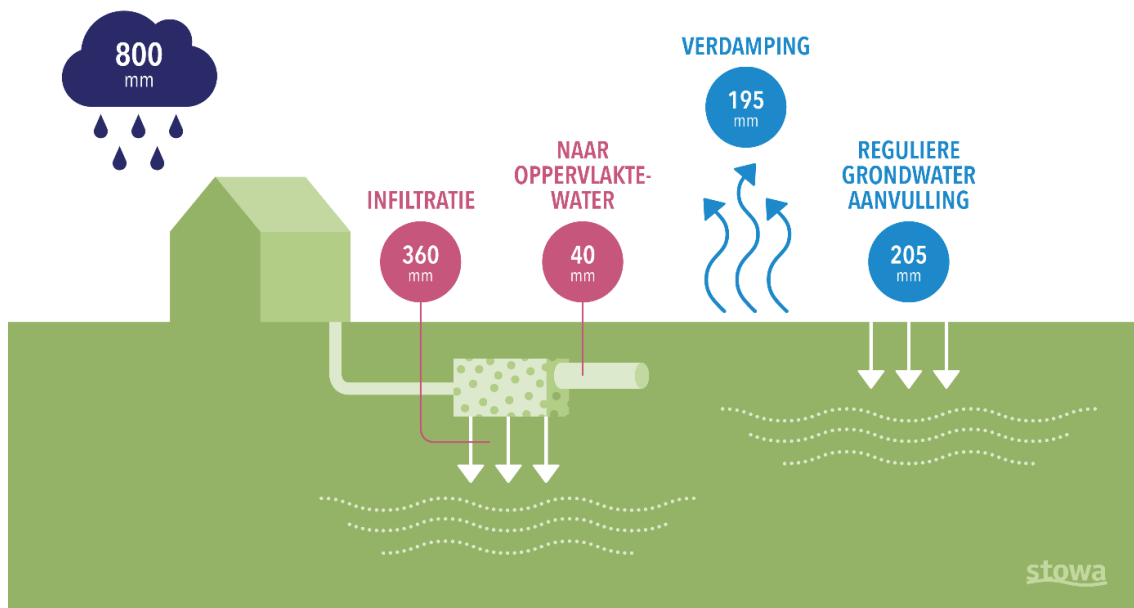 800
mm
INFILTRATIE
360
mm
NAAR
OPPERVLAKTE-
WATER
40
mm
VERDAMPING
195
mm
REGULIERE
GRONDWATER
AANVULLING
205
mm
stowa